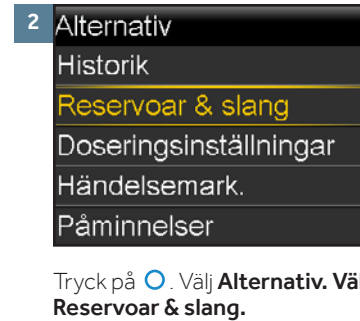 2
Alternativ
Historik
Reservoar & slang
Doseringsinställningar
Händelsemark.
Påminnelser
Tryck på . Välj Alternativ.
Reservoar & slang.